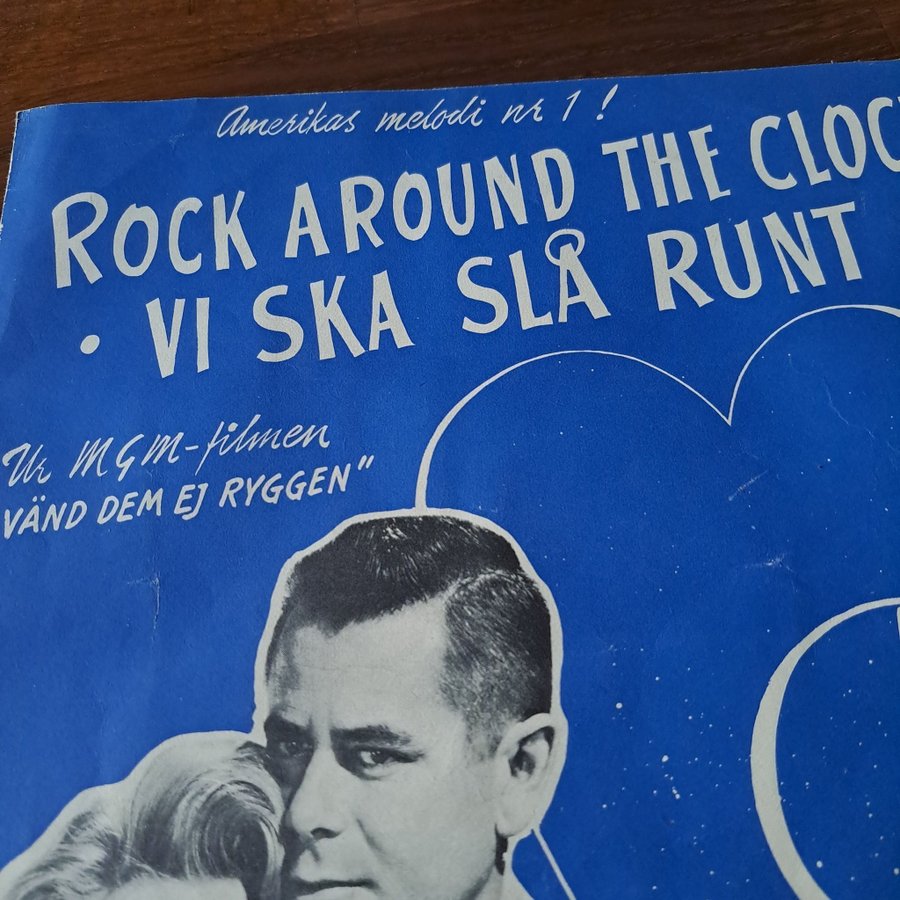 Amerikas melodi nr 1!
ROCK AROUND THE CLOC
• VI SKA SLÅ RUNT
Ur MGM-filmen
VÄND DEM EJ RYGGEN"